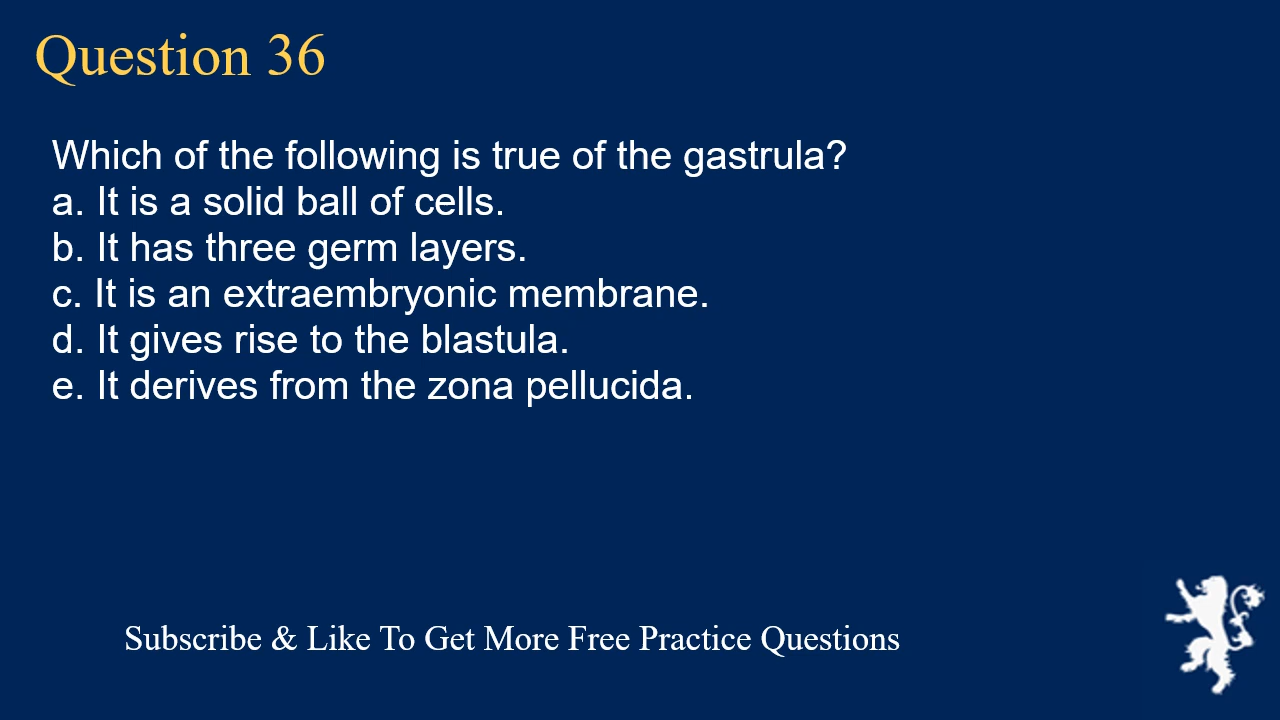 Question 36
Which of the following is true of the gastrula?
a. It is a solid ball of cells.
b. It has three germ layers.
c. It is an extraembryonic membrane.
d. It gives rise to the blastula.
e. It derives from the zona pellucida.
Subscribe & Like To Get More Free Practice Questions